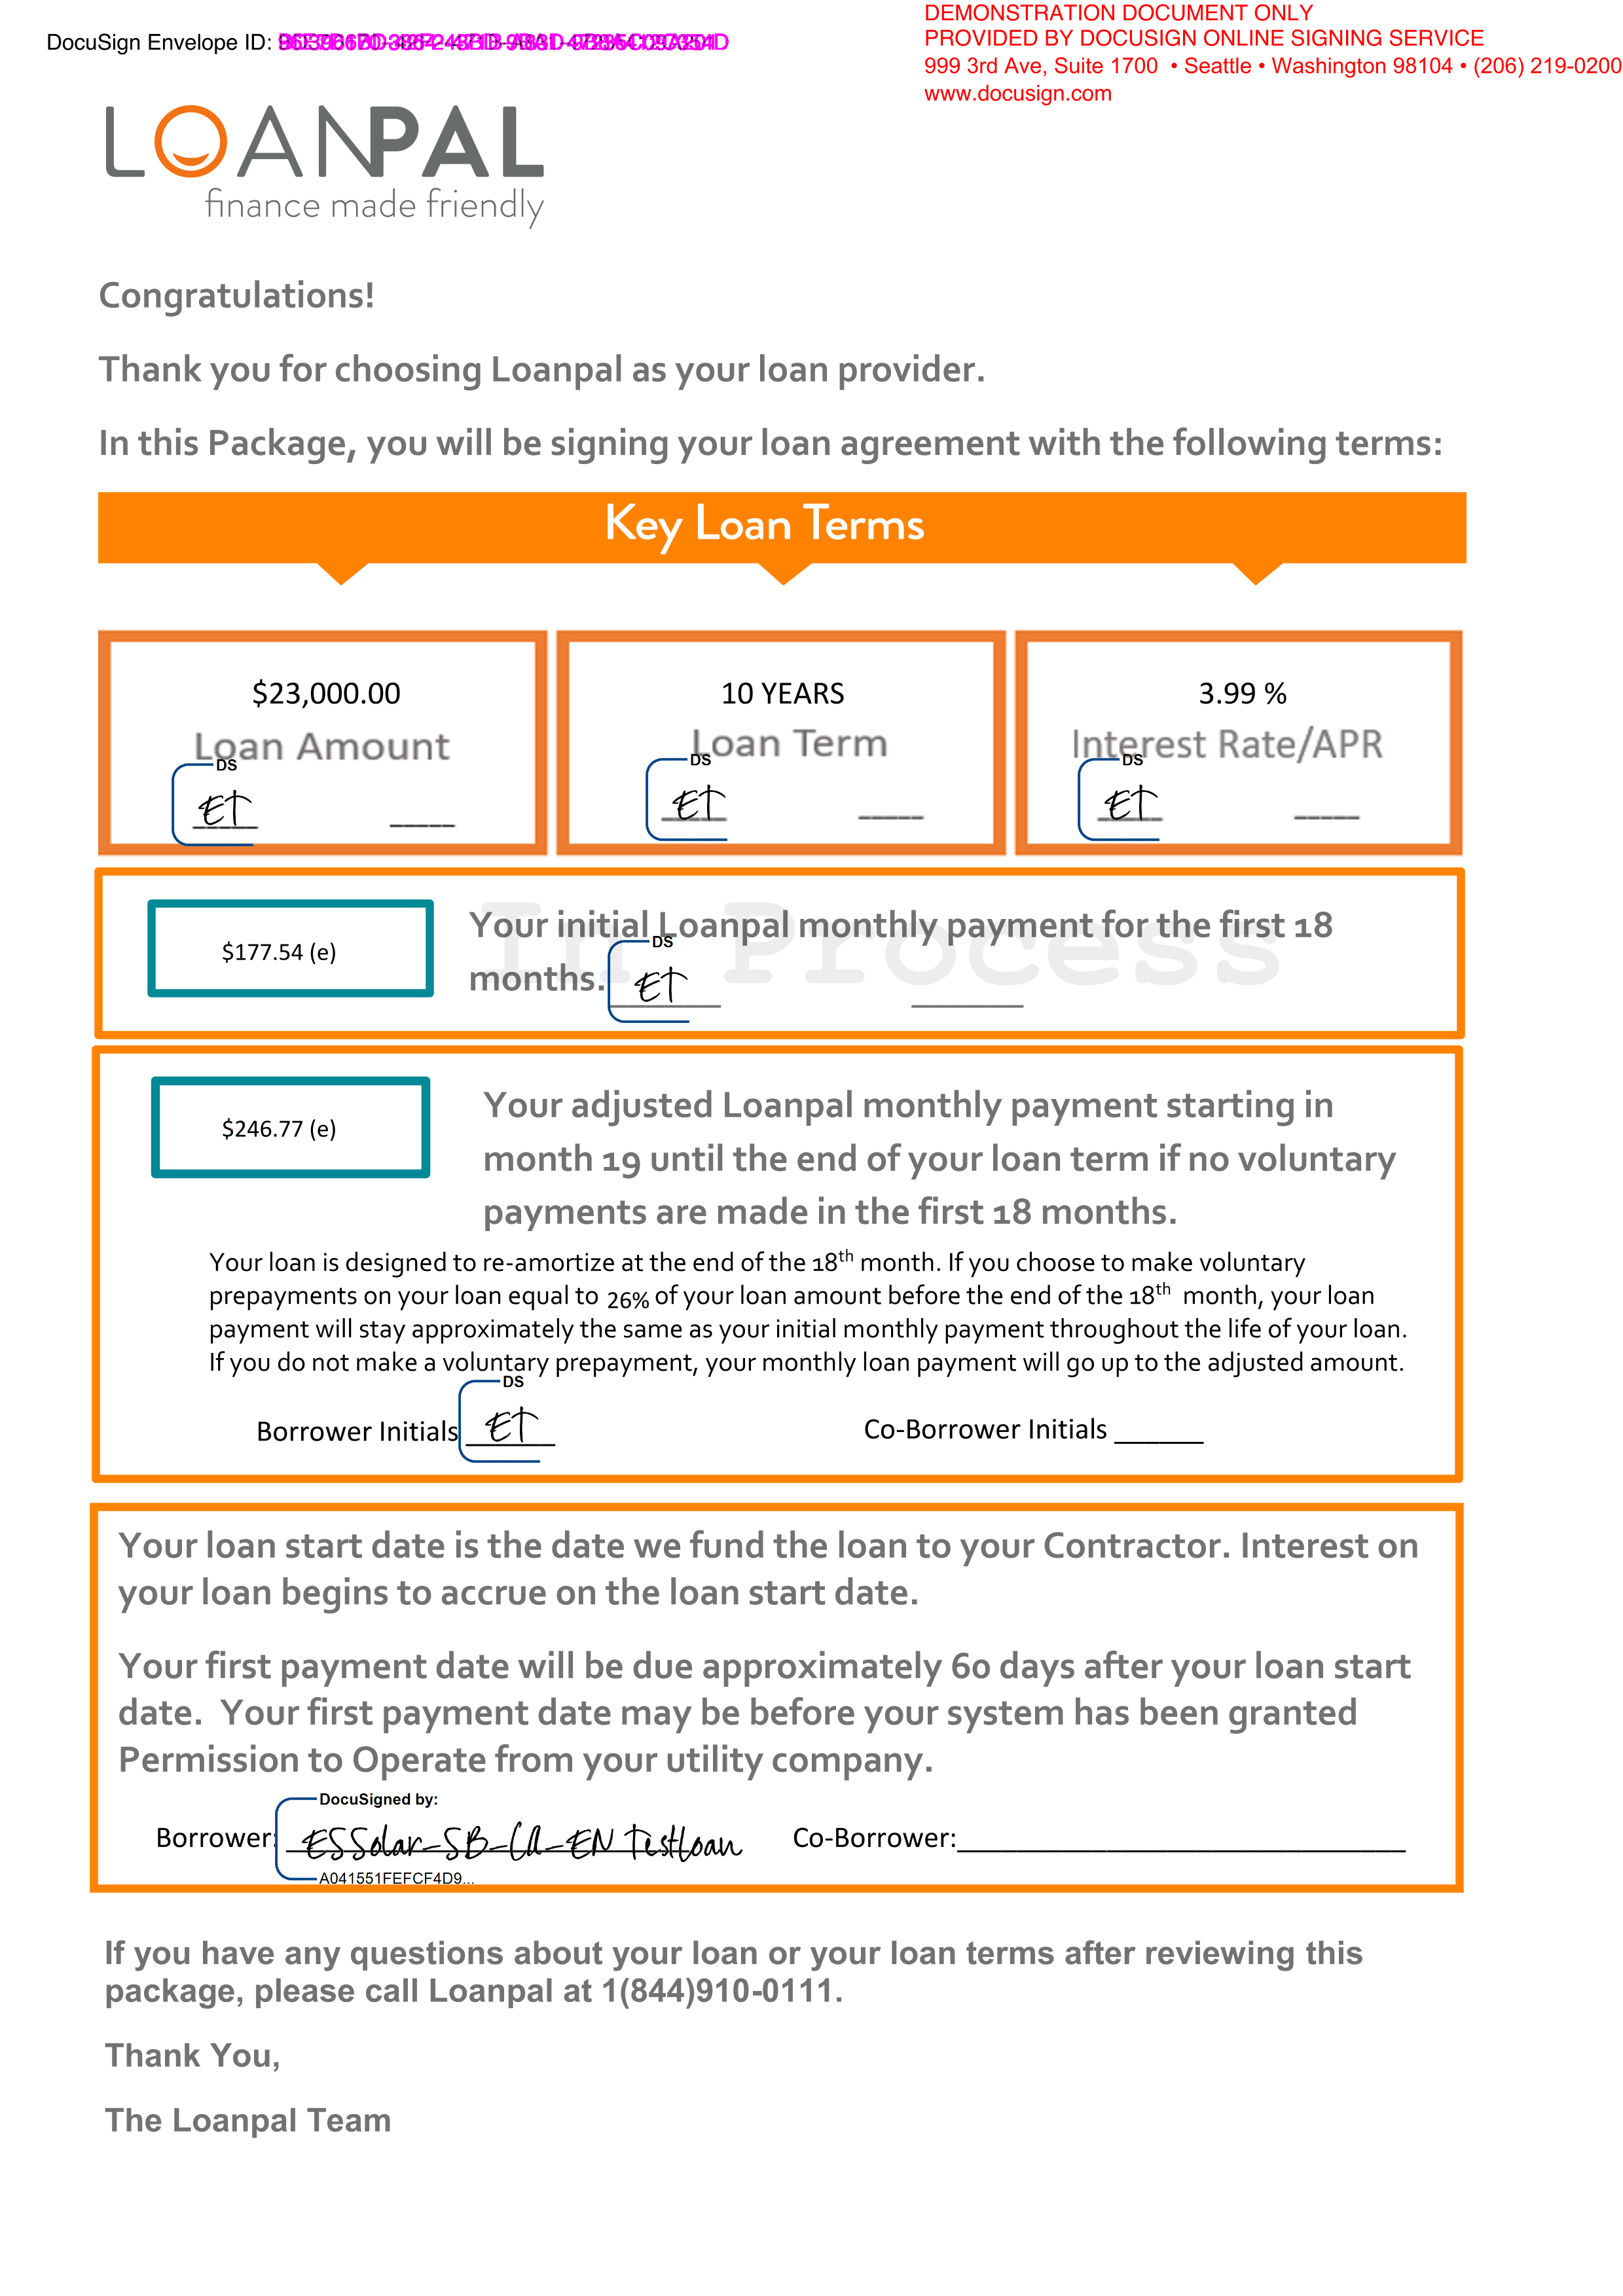 DEMONSTRATION DOCUMENT ONLY
PROVIDED BY DOCUSIGN ONLINE SIGNING SERVICE
999 3rd Ave, Suite 1700 • Seattle • Washington 98104 • (206) 219-0200
www.docusign.com
DocuSign Envelope ID:
LOANPAL
finance made friendly
Congratulations!
Thank you for choosing Loanpal as your loan provider.
In this Package, you will be signing your loan agreement with the following terms:
Key Loan Terms
$23,000.00
Loan Amount
DS
ET
_____
10 YEARS
Loan Term
DS
ET
_____
3.99 %
Interest Rate/APR
DS
ET
_____
In Process
$177.54 (e)
Your initial Loanpal monthly payment for the first 18
months.
DS
ET
$246.77 (e)
Your adjusted Loanpal monthly payment starting in
month 19 until the end of your loan term if no voluntary
payments are made in the first 18 months.
Your loan is designed to re-amortize at the end of the 18th month. If you choose to make voluntary
prepayments on your loan equal to 26% of your loan amount before the end of the 18th month, your loan
payment will stay approximately the same as your initial monthly payment throughout the life of your loan.
If you do not make a voluntary prepayment, your monthly loan payment will go up to the adjusted amount.
DS
Borrower Initials ET Co-Borrower Initials ______
Your loan start date is the date we fund the loan to your Contractor. Interest on
your loan begins to accrue on the loan start date.
Your first payment date will be due approximately 60 days after your loan start
date. Your first payment date may be before your system has been granted
Permission to Operate from your utility company.
DocuSigned by:
Borrower: ESSolar-SB-CA-EN Testloan Co-Borrower:______________________________
A041551FEFCF4D9...
If you have any questions about your loan or your loan terms after reviewing this
package, please call Loanpal at 1(844)910-0111.
Thank You,
The Loanpal Team